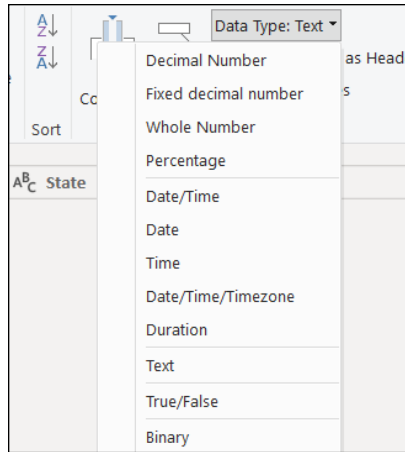 Data Type: Text
Decimal Number
as Head
Fixed decimal number
Whole Number
Sort
Percentage
ABC State
Date/Time
Date
Time
Date/Time/Timezone
Duration
Text
True/False
Binary